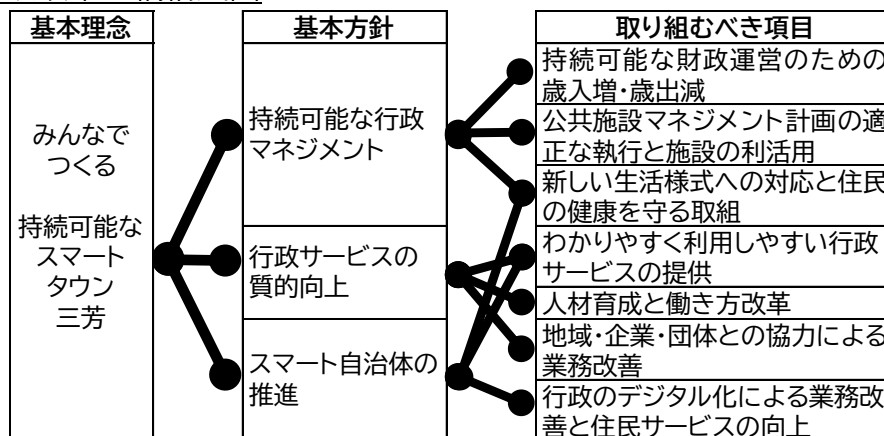 基本理念
みんなで
つくる
持続可能な
スマート
タウン
三芳
基本方針
持続可能な行政
マネジメント
行政サービスの
質的向上
スマート自治体の
推進
取り組むべき項目
持続可能な財政運営のための
歳入増・歳出減
公共施設マネジメント計画の適
正な執行と施設の利活用
新しい生活様式への対応と住民
の健康を守る取組
わかりやすく利用しやすい行政
サービスの提供
人材育成と働き方改革
地域・企業・団体との協力による
業務改善
行政のデジタル化による業務改
善と住民サービスの向上